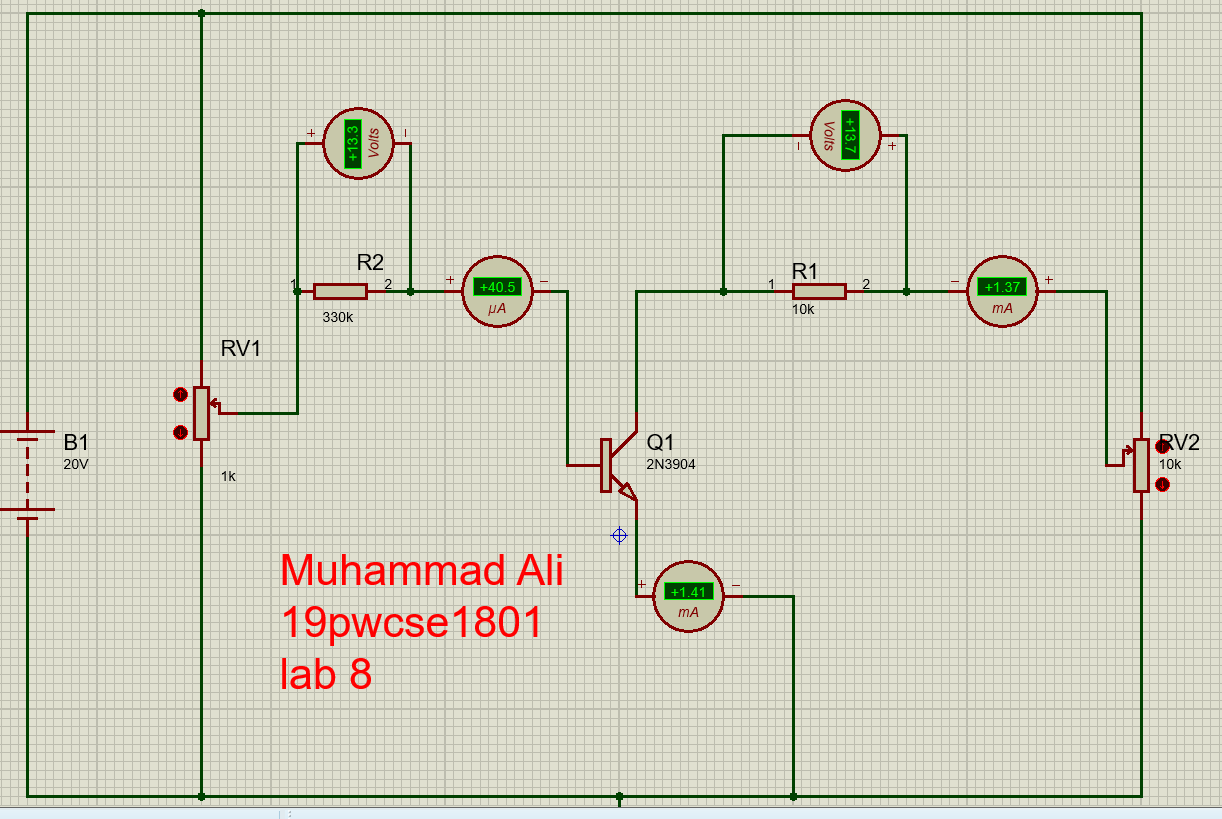 +13.3
Volts
+13.7
Volts
R2
1
2
330k
+40.5
µA
R1
1
2
10k
+1.37
mA
RV1
1k
B1
20V
Q1
2N3904
RV2
10k
+1.41
mA
Muhammad Ali
19pwcse1801
lab 8